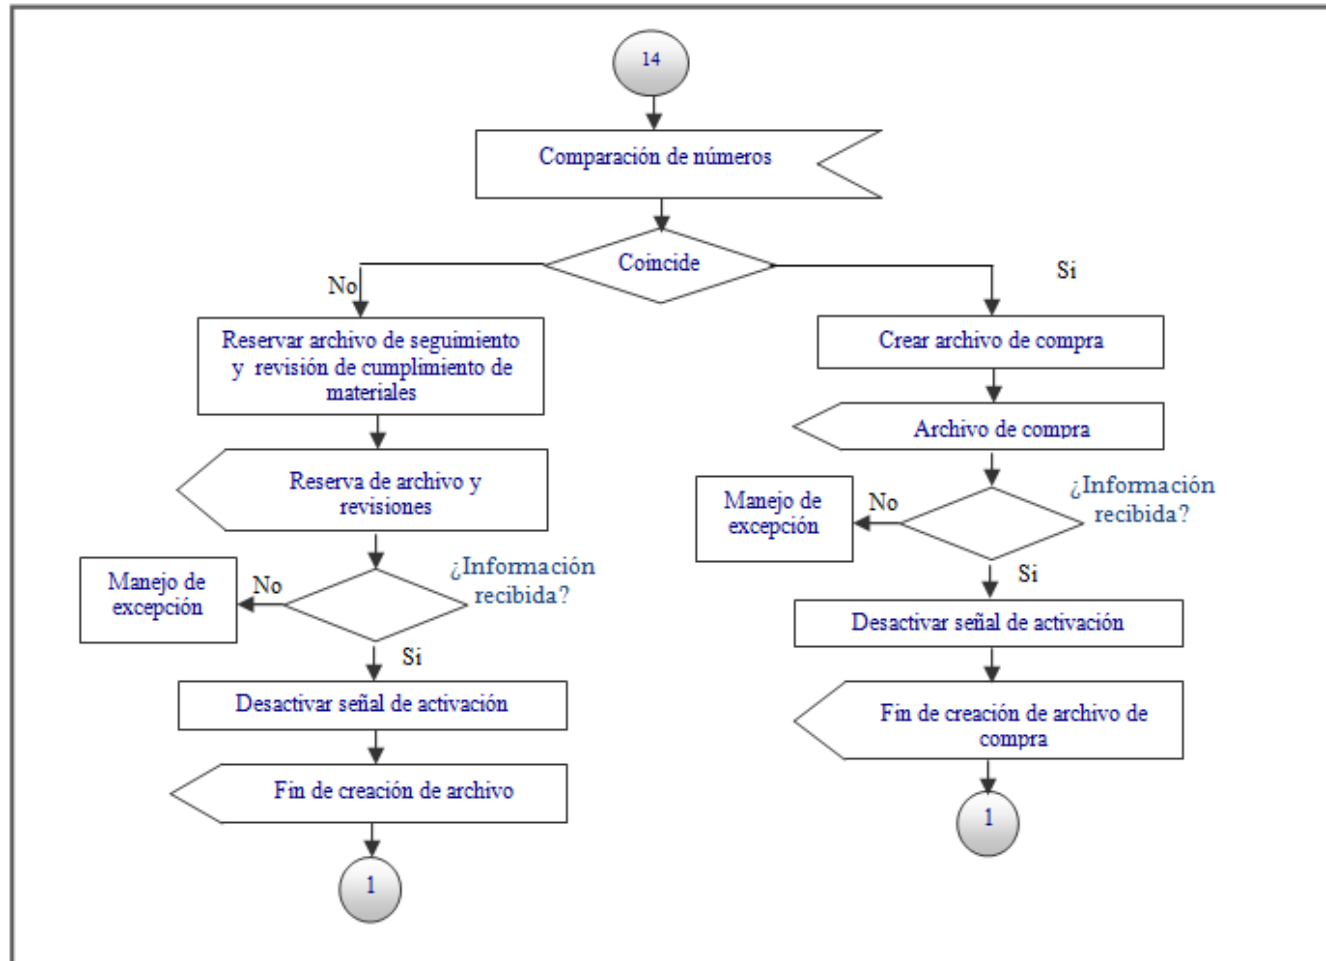 14
Comparación de números
Coincide
No
Si
Reservar archivo de seguimiento
y revisión de cumplimiento de
materiales
Crear archivo de compra
Archivo de compra
Reserva de archivo y
revisiones
¿Información
recibida?
Manejo de
excepción
No
Si
¿Información
recibida?
Manejo de
excepción
No
Si
Desactivar señal de activación
Desactivar señal de activación
Fin de creación de archivo de
compra
Fin de creación de archivo
1
1